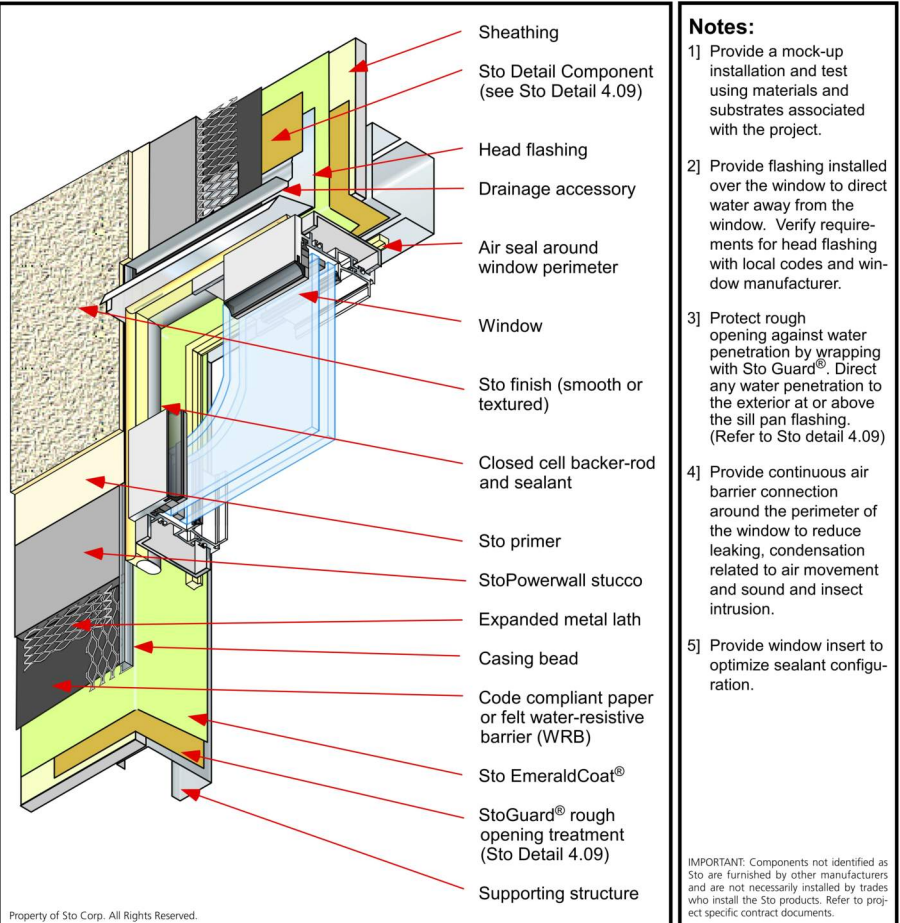 Sheathing
Sto Detail Component
(see Sto Detail 4.09)
Head flashing
Drainage accessory
Air seal around
window perimeter
Window
Sto finish (smooth or
textured)
Closed cell backer-rod
and sealant
Sto primer
StoPowerwall stucco
Expanded metal lath
Casing bead
Code compliant paper
or felt water-resistive
barrier (WRB)
Sto EmeraldCoat®
StoGuard® rough
opening treatment
(Sto Detail 4.09)
Supporting structure
Property of Sto Corp. All Rights Reserved.
Notes:
1] Provide a mock-up
installation and test
using materials and
substrates associated
with the project.
2] Provide flashing installed
over the window to direct
water away from the
window. Verify require-
ments for head flashing
with local codes and win-
dow manufacturer.
3] Protect rough
opening against water
penetration by wrapping
with Sto Guard®. Direct
any water penetration to
the exterior at or above
the sill pan flashing.
(Refer to Sto detail 4.09)
4] Provide continuous air
barrier connection
around the perimeter of
the window to reduce
leaking, condensation
related to air movement
and sound and insect
intrusion.
5] Provide window insert to
optimize sealant configu-
ration.
IMPORTANT: Components not identified as
Sto are furnished by other manufacturers
and are not necessarily installed by trades
who install the Sto products. Refer to proj-
ect specific contract documents.